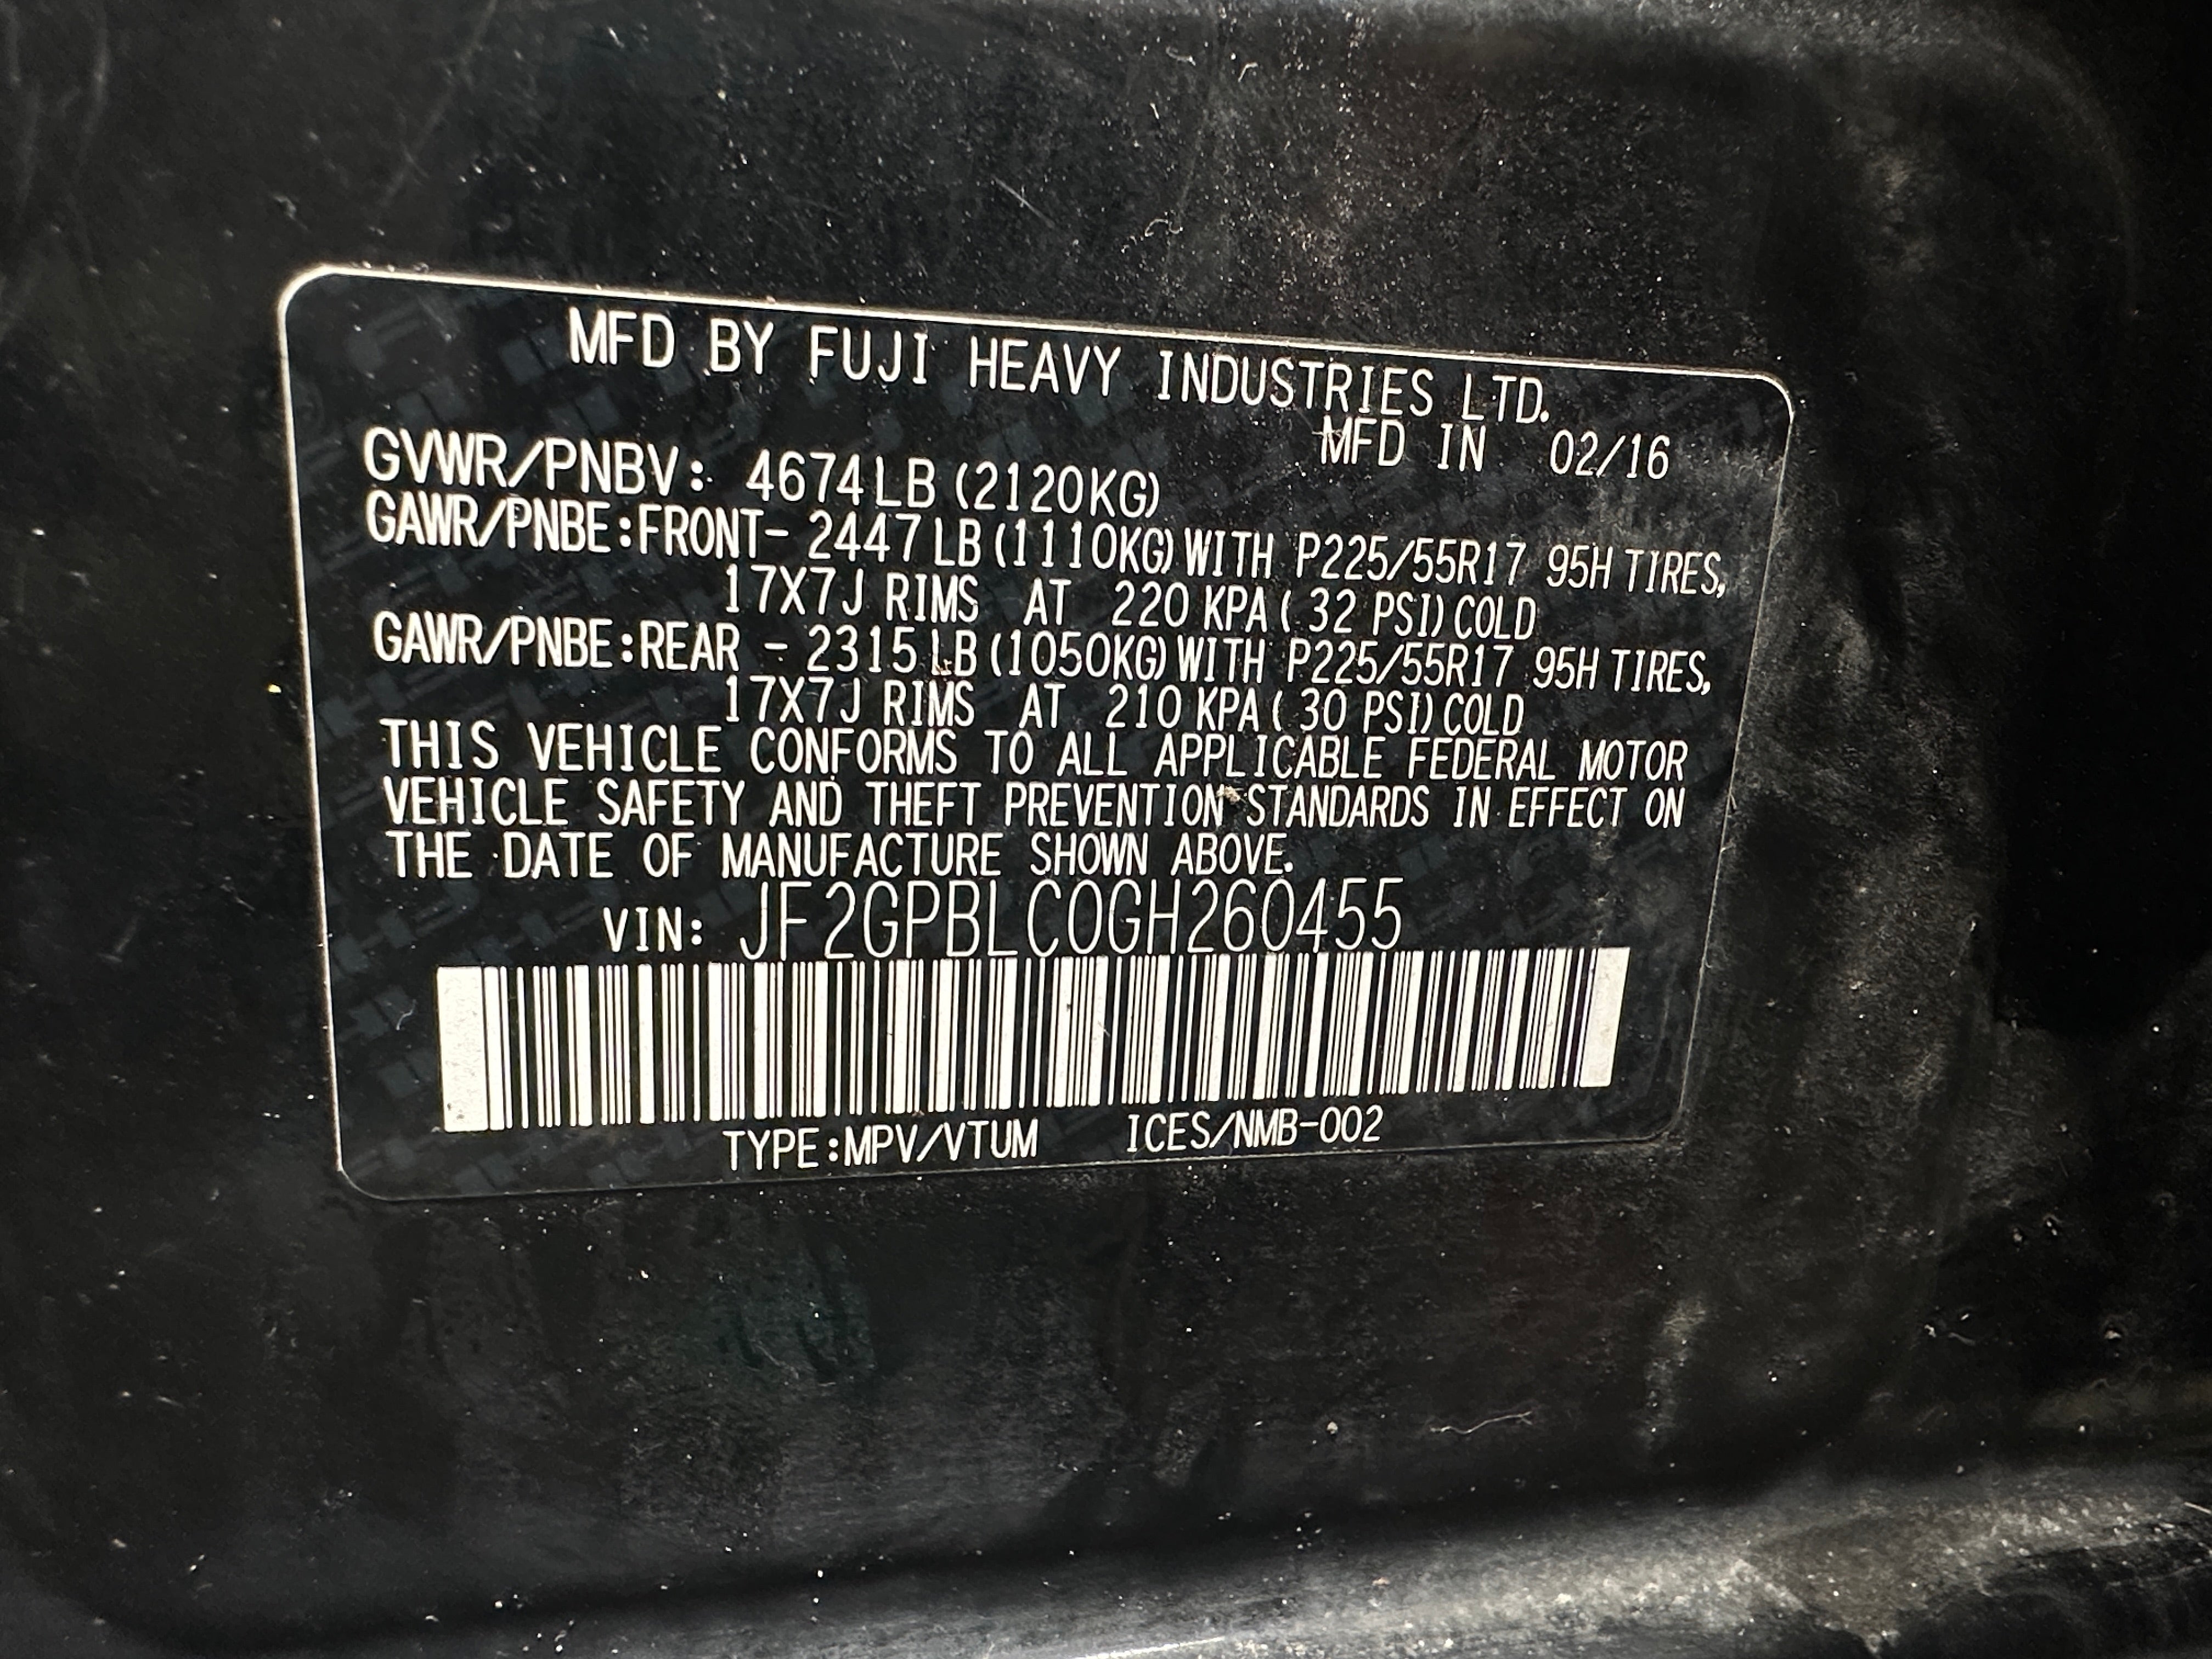 MFD BY FUJI HEAVY INDUSTRIES LTD.
MFD IN 02/16
GVWR/PNBV: 4674LB (2120KG)
GAWR/PNBE:FRONT- 2447LB(1110KG)WITH P225/55R17 95H TIRES,
17X7J RIMS AT 220 KPA( 32 PSI)COLD
GAWR/PNBE:REAR - 2315LB(1050KG)WITH P225/55R17 95H TIRES,
17X7J RIMS AT 210 KPA( 30 PSI)COLD
THIS VEHICLE CONFORMS TO ALL APPLICABLE FEDERAL MOTOR
VEHICLE SAFETY AND THEFT PREVENTION STANDARDS IN EFFECT ON
THE DATE OF MANUFACTURE SHOWN ABOVE.
VIN: JF2GPBLC0GH260455
TYPE:MPV/VTUM ICES/NMB-002